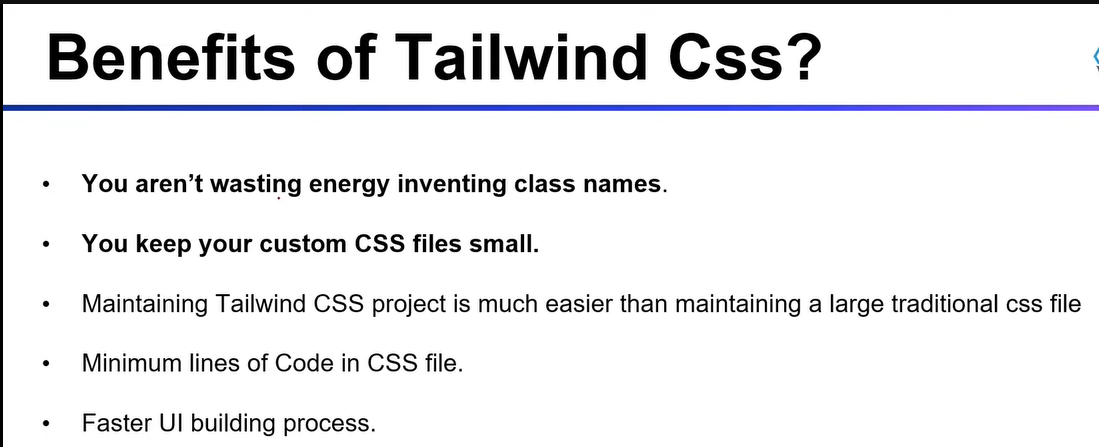 Benefits of Tailwind Css?
• You aren’t wasting energy inventing class names.
• You keep your custom CSS files small.
• Maintaining Tailwind CSS project is much easier than maintaining a large traditional css file
• Minimum lines of Code in CSS file.
• Faster UI building process.